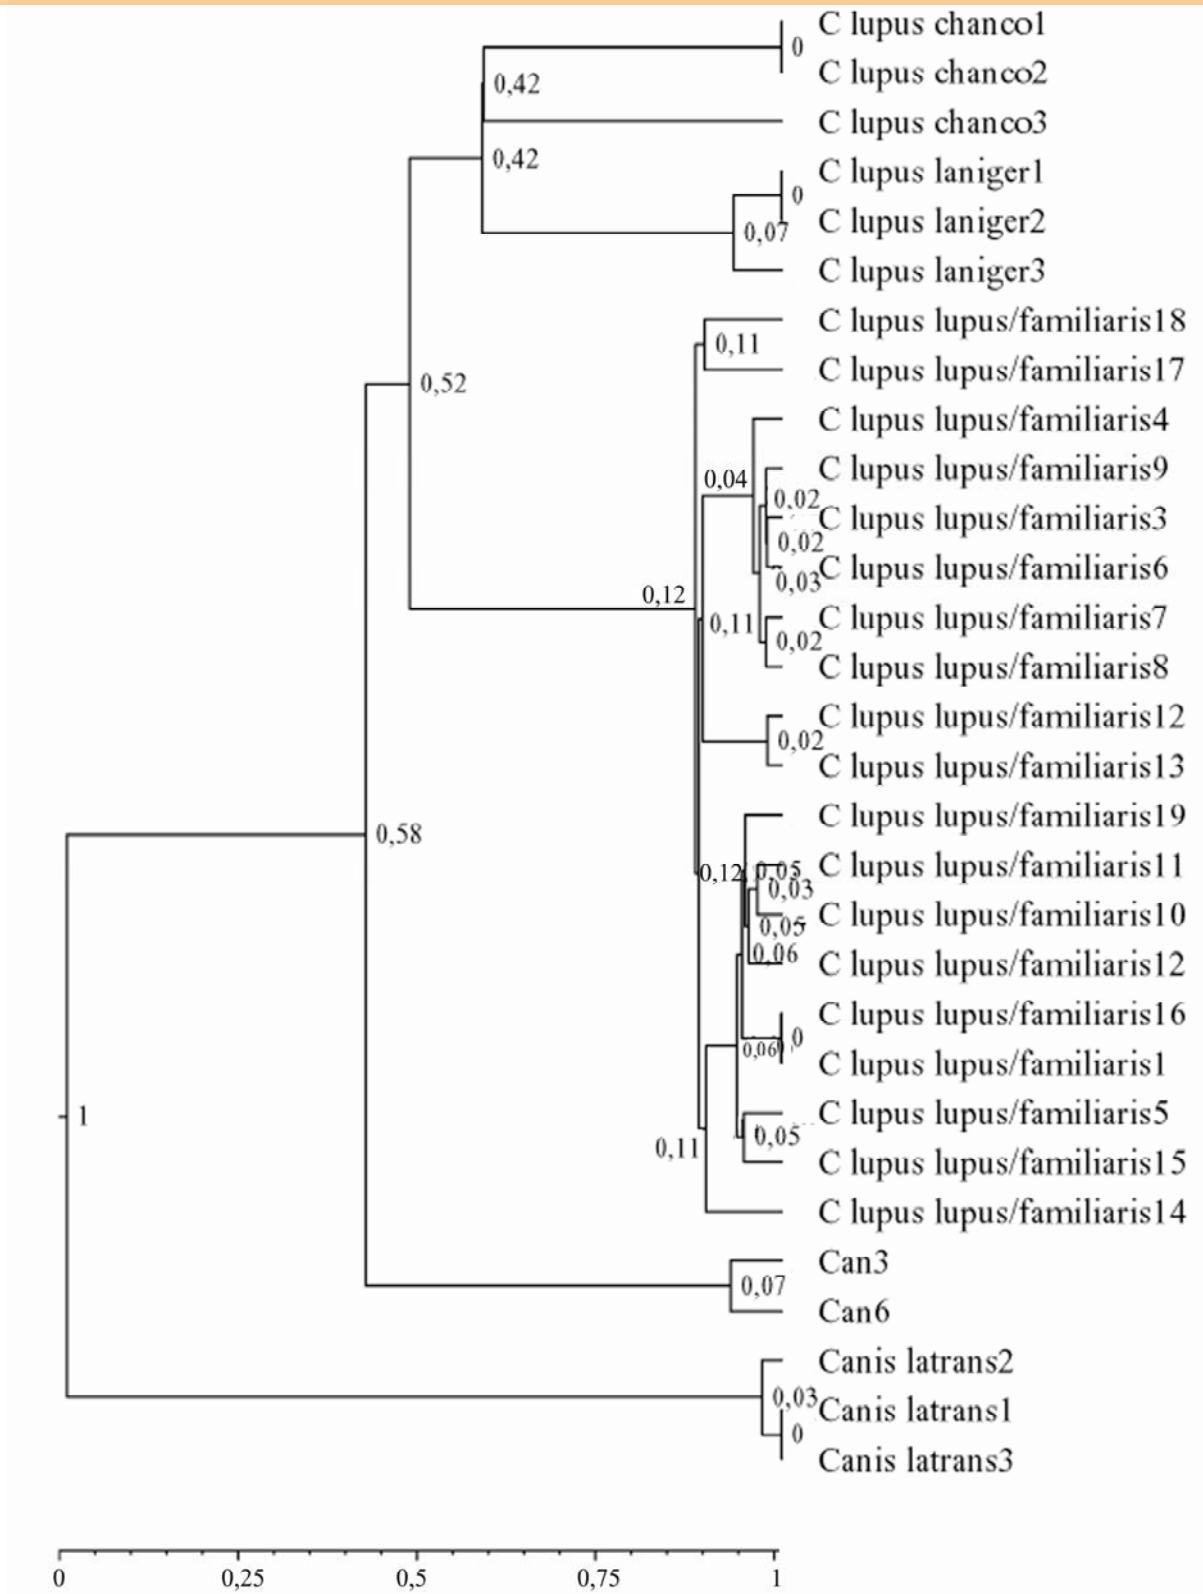 C lupus chanco1
0
C lupus chanco2
0,42
C lupus chanco3
0,42
C lupus laniger1
0
C lupus laniger2
0,07
C lupus laniger3
C lupus lupus/familiaris18
0,11
C lupus lupus/familiaris17
0,52
C lupus lupus/familiaris4
C lupus lupus/familiaris9
0,04
0,02
C lupus lupus/familiaris3
0,02
C lupus lupus/familiaris6
0,03
0,12
C lupus lupus/familiaris7
0,11
0,02
C lupus lupus/familiaris8
C lupus lupus/familiaris12
0,02
C lupus lupus/familiaris13
C lupus lupus/familiaris19
0,58
C lupus lupus/familiaris11
0,12
0,05
0,03
C lupus lupus/familiaris10
0,05
0,06
C lupus lupus/familiaris12
C lupus lupus/familiaris16
0
0,06
C lupus lupus/familiaris1
1
C lupus lupus/familiaris5
0,05
0,11
C lupus lupus/familiaris15
C lupus lupus/familiaris14
Can3
0,07
Can6
Canis latrans2
0,03
Canis latrans1
0
Canis latrans3
0 0,25 0,5 0,75 1